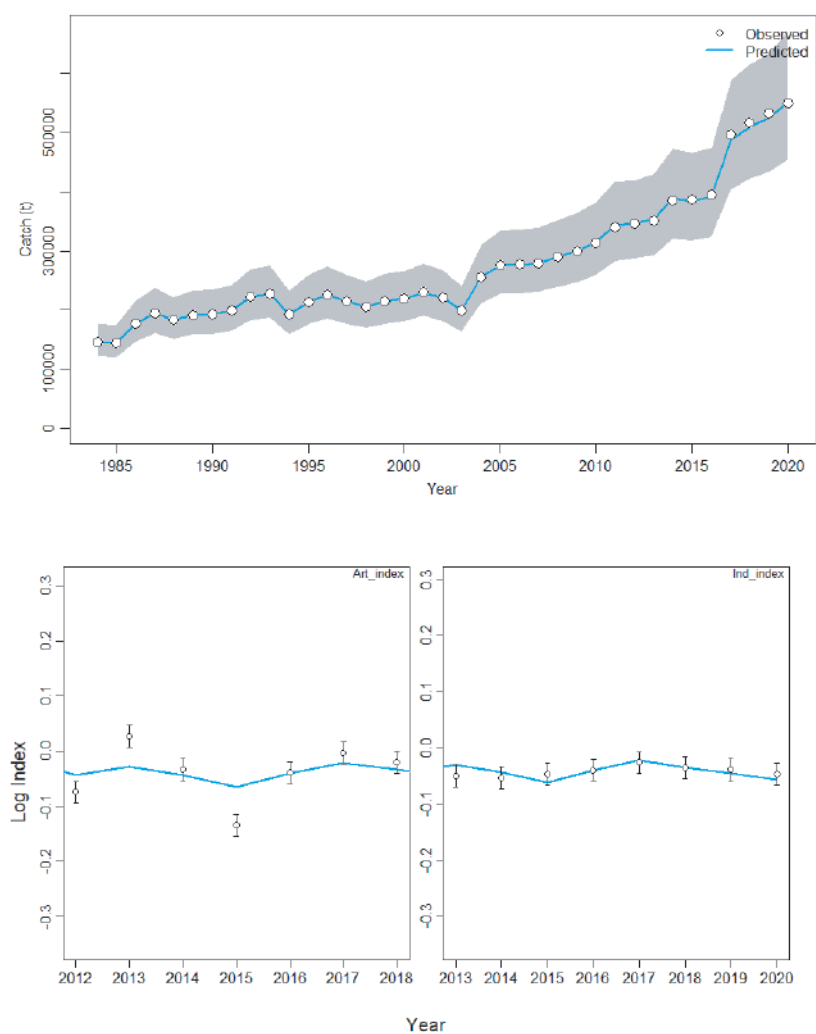 Observed
Predicted
500000
300000
100000
0
Catch (t)
1985 1990 1995 2000 2005 2010 2015 2020
Year
Art_index
Ind_index
0.3 0.3
0.2 0.2
0.1 0.1
0.0 0.0
-0.1 -0.1
-0.2 -0.2
-0.3 -0.3
Log Index
2012 2013 2014 2015 2016 2017 2018
2013 2014 2015 2016 2017 2018 2019 2020
Year